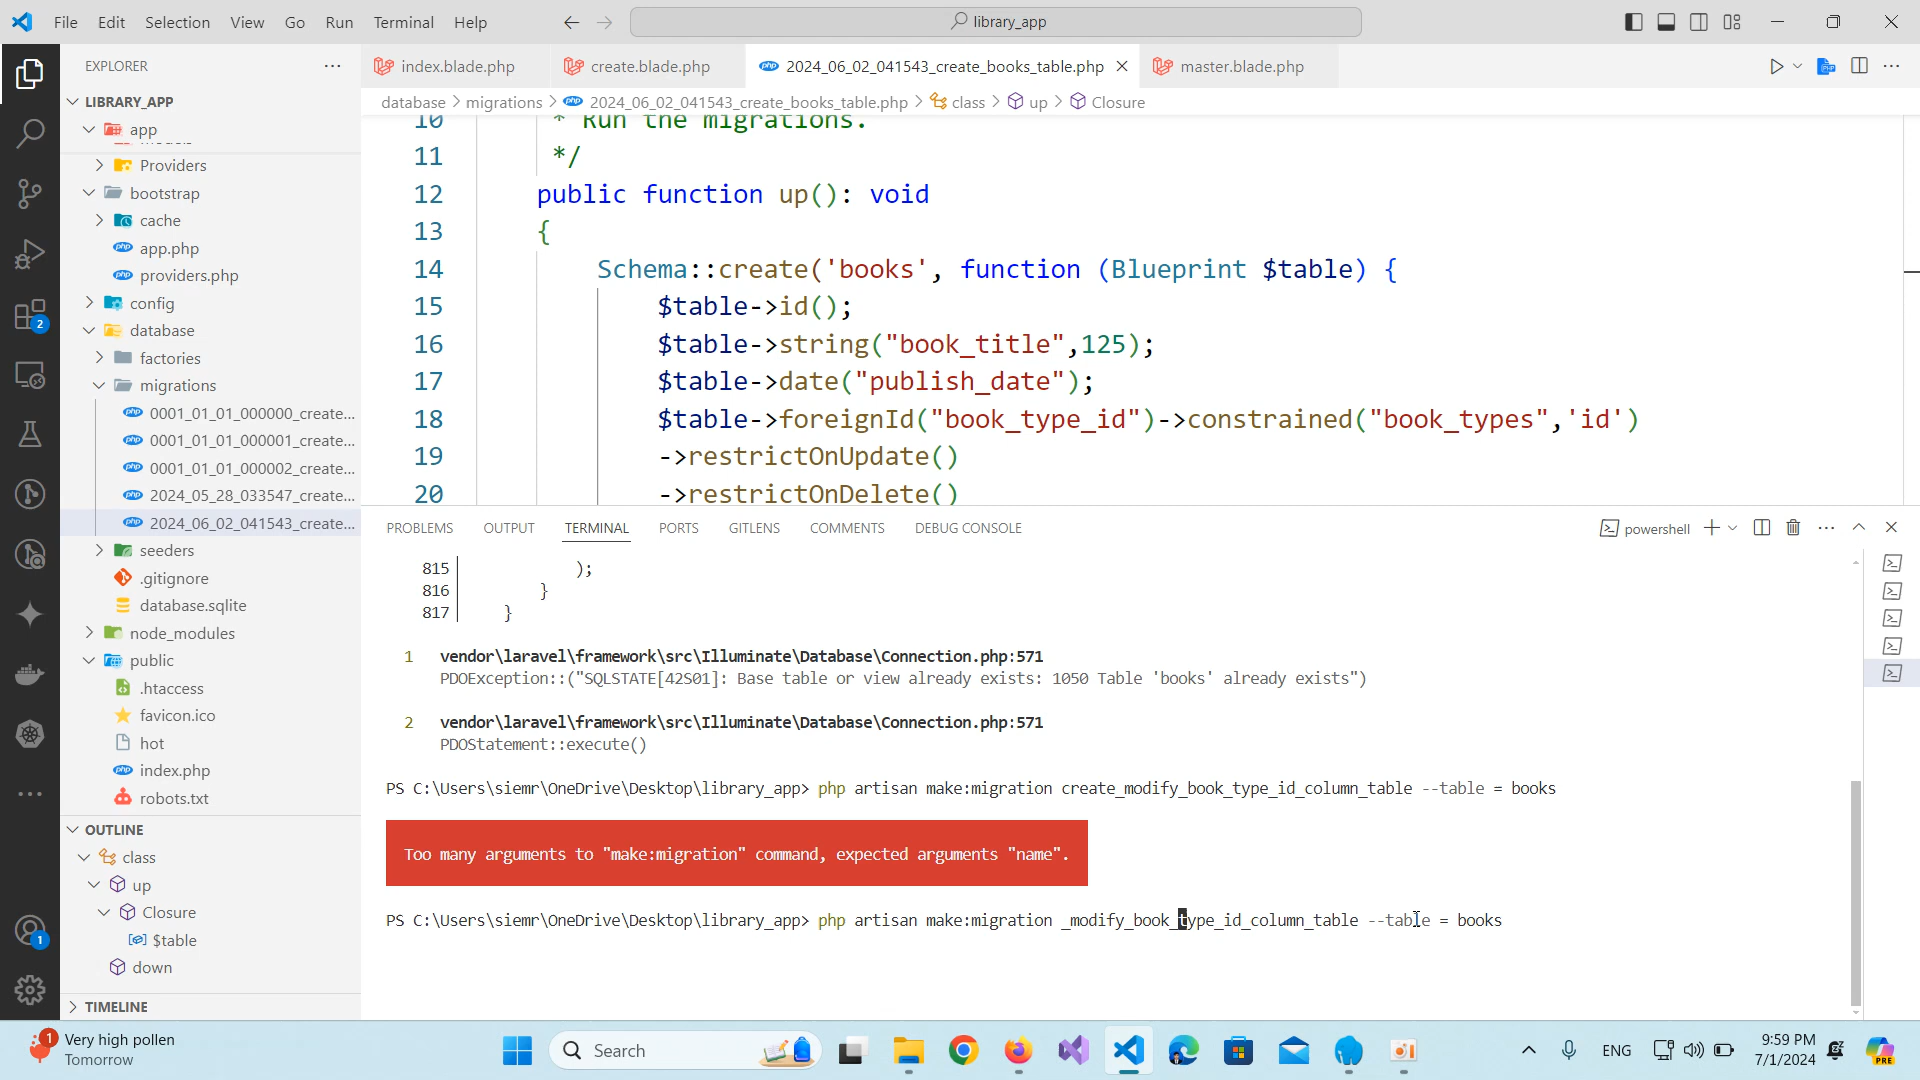 File Edit Selection View Go Run Terminal Help
library_app
EXPLORER
index.blade.php
create.blade.php
2024_06_02_041543_create_books_table.php
master.blade.php
database > migrations > 2024_06_02_041543_create_books_table.php > class > up > Closure
LIBRARY_APP
app
Providers
bootstrap
cache
app.php
providers.php
config
database
factories
migrations
0001_01_01_000000_create...
0001_01_01_000001_create...
0001_01_01_000002_create...
2024_05_28_033547_create...
2024_06_02_041543_create...
seeders
.gitignore
database.sqlite
node_modules
public
.htaccess
favicon.ico
hot
index.php
robots.txt
OUTLINE
class
up
Closure
$table
down
TIMELINE
10 * Run the migrations.
11 */
12 public function up(): void
13 {
14 Schema::create('books', function (Blueprint $table) {
15 $table->id();
16 $table->string("book_title",125);
17 $table->date("publish_date");
18 $table->foreignId("book_type_id")->constrained("book_types",'id')
19 ->restrictOnUpdate()
20 ->restrictOnDelete()
PROBLEMS OUTPUT TERMINAL PORTS GITLENS COMMENTS DEBUG CONSOLE
powershell
815 );
816 }
817 }
1 vendor\laravel\framework\src\Illuminate\Database\Connection.php:571
PDOException::("SQLSTATE[42S01]: Base table or view already exists: 1050 Table 'books' already exists")
2 vendor\laravel\framework\src\Illuminate\Database\Connection.php:571
PDOStatement::execute()
PS C:\Users\siemr\OneDrive\Desktop\library_app> php artisan make:migration create_modify_book_type_id_column_table --table = books
Too many arguments to "make:migration" command, expected arguments "name".
PS C:\Users\siemr\OneDrive\Desktop\library_app> php artisan make:migration _modify_book_type_id_column_table --table = books
2
1
1
Very high pollen
Tomorrow
Search
ENG
9:59 PM
7/1/2024
PRE